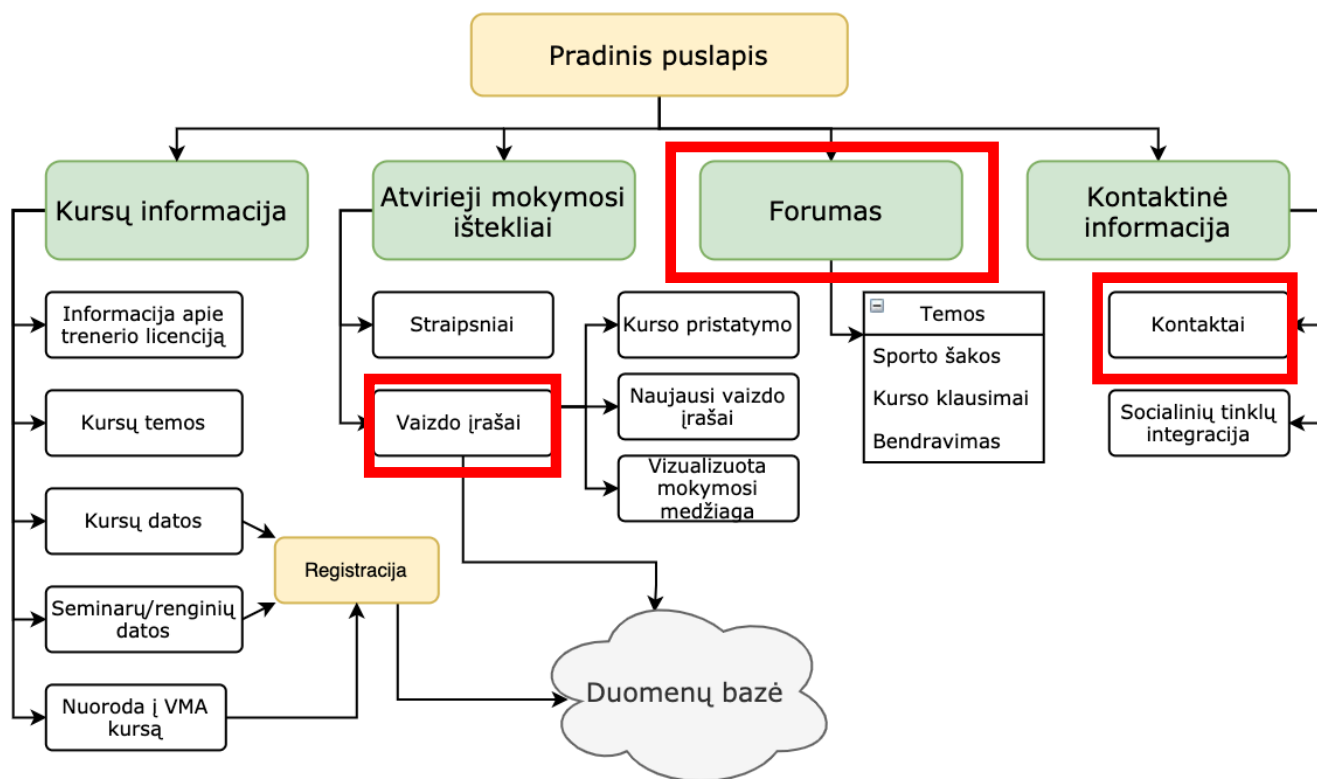 Pradinis puslapis
Kursų informacija
Atvirieji mokymosi
ištekliai
Forumas
Kontaktinė
informacija
Informacija apie
trenerio licenciją
Kursų temos
Kursų datos
Seminarų/renginių
datos
Nuoroda į VMA
kursą
Registracija
Straipsniai
Vaizdo įrašai
Kurso pristatymo
Naujausi vaizdo
įrašai
Vizualizuota
mokymosi
medžiaga
Temos
Sporto šakos
Kurso klausimai
Bendravimas
Kontaktai
Socialinių tinklų
integracija
Duomenų bazė